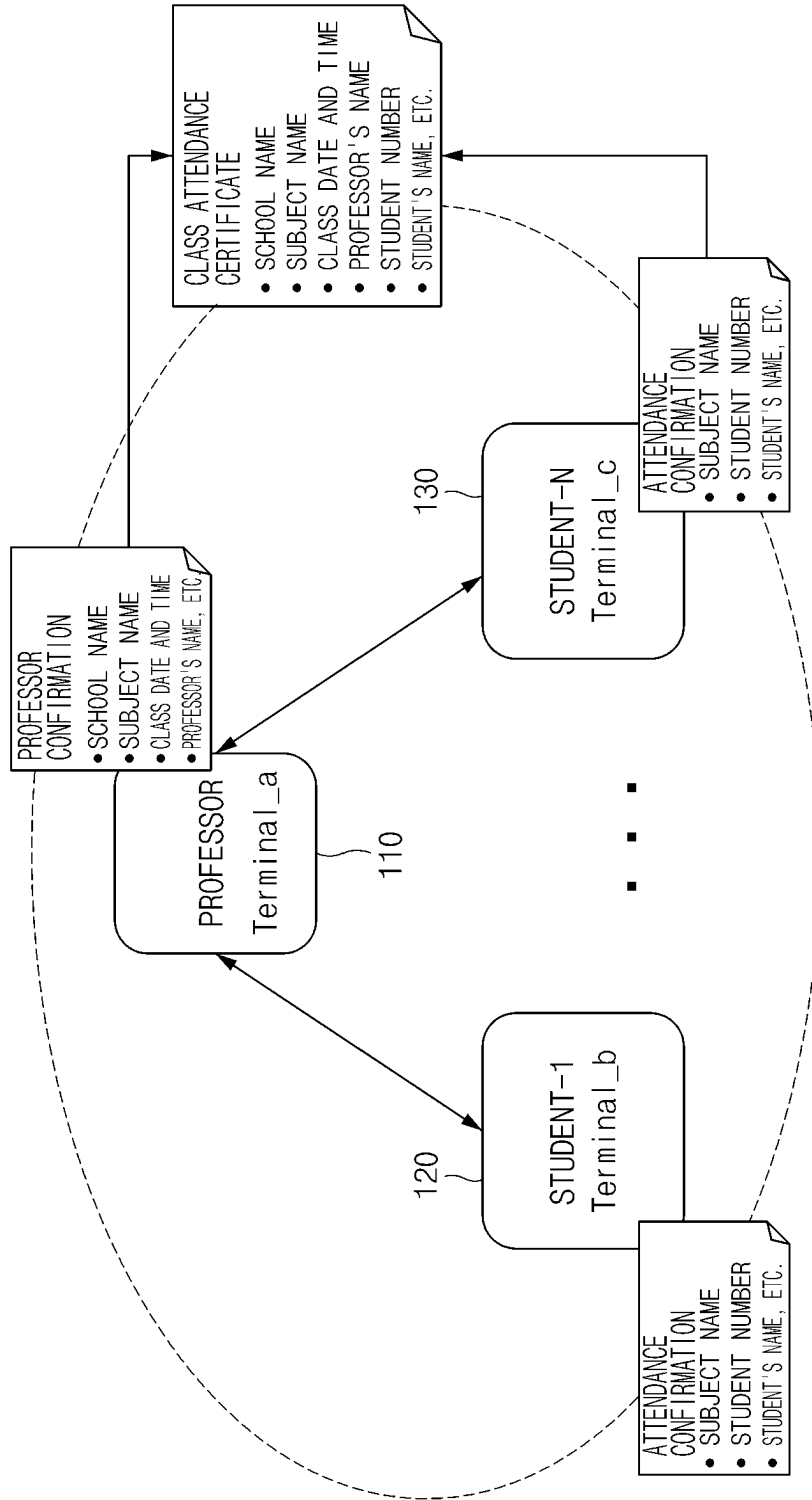 PROFESSOR
CONFIRMATION
• SCHOOL NAME
• SUBJECT NAME
• CLASS DATE AND TIME
• PROFESSOR'S NAME, ETC.
PROFESSOR
Terminal_a
110
CLASS ATTENDANCE
CERTIFICATE
• SCHOOL NAME
• SUBJECT NAME
• CLASS DATE AND TIME
• PROFESSOR'S NAME
• STUDENT NUMBER
• STUDENT'S NAME, ETC.
120
STUDENT-1
Terminal_b
ATTENDANCE
CONFIRMATION
• SUBJECT NAME
• STUDENT NUMBER
• STUDENT'S NAME, ETC.
130
STUDENT-N
Terminal_c
ATTENDANCE
CONFIRMATION
• SUBJECT NAME
• STUDENT NUMBER
• STUDENT'S NAME, ETC.